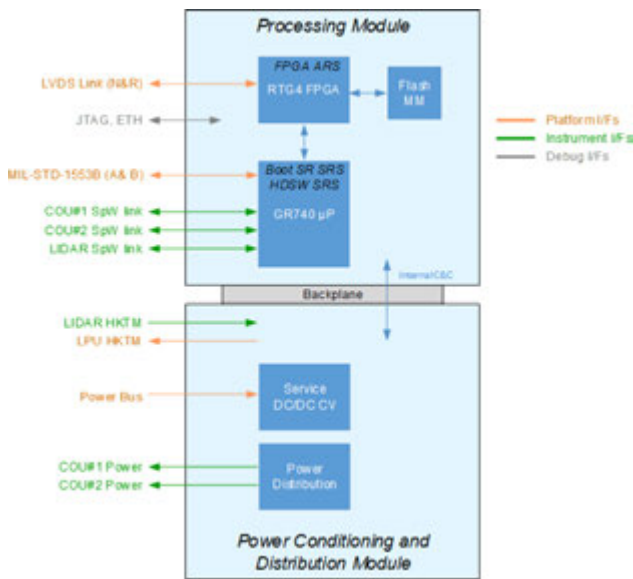 Processing Module
FPGA ARS
RTG4 FPGA
Flash
MM
LVDS Link (N&R)
JTAG, ETH
Platform I/Fs
Instrument I/Fs
Debug I/Fs
MIL-STD-1553B (A& B)
Boot SR SRS
HDSW SRS
GR740 µP
COU#1 SpW link
COU#2 SpW link
LIDAR SpW link
Internal C&C
Backplane
LIDAR HKTM
LPU HKTM
Power Bus
Service
DC/DC CV
COU#1 Power
COU#2 Power
Power
Distribution
Power Conditioning and
Distribution Module